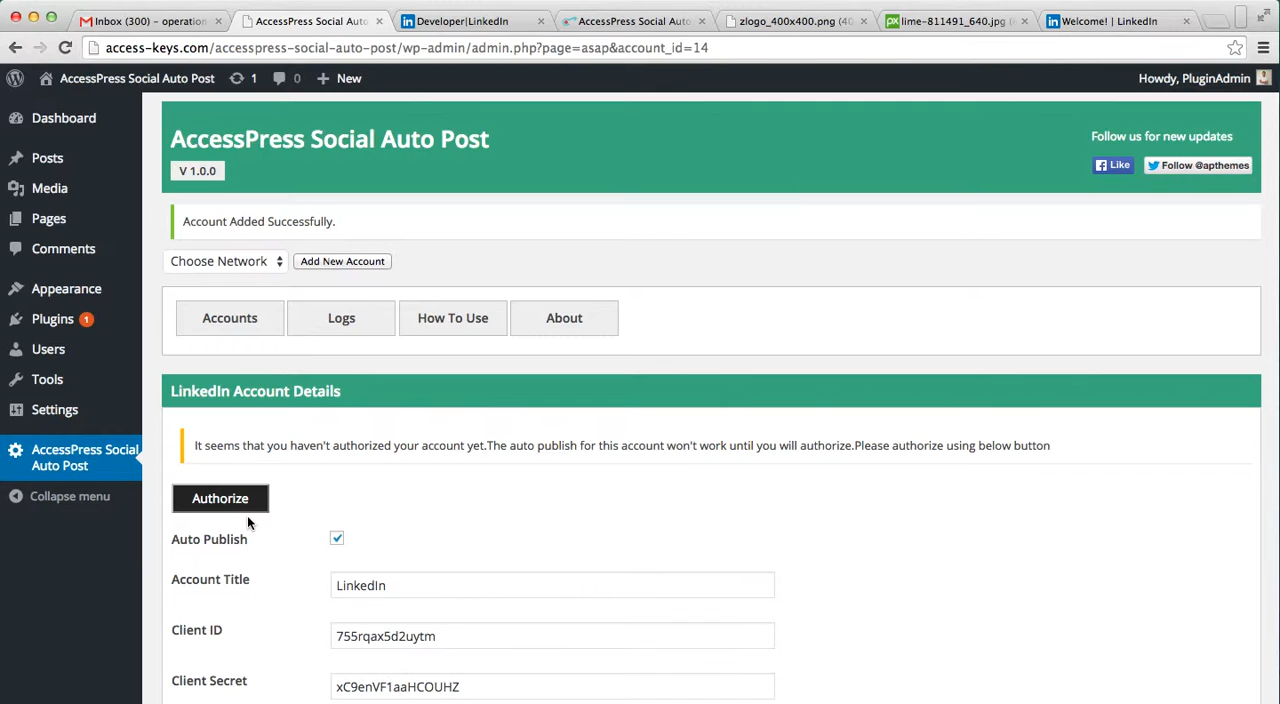 Inbox (300) – operation
AccessPress Social Auto
Developer|LinkedIn
AccessPress Social Auto
zlogo_400x400.png (40
lime-811491_640.jpg (
Welcome! | LinkedIn
access-keys.com/accesspress-social-auto-post/wp-admin/admin.php?page=asap&account_id=14
AccessPress Social Auto Post
1
0
New
Howdy, PluginAdmin
Dashboard
Posts
Media
Pages
Comments
Appearance
Plugins 1
Users
Tools
Settings
AccessPress Social
Auto Post
Collapse menu
AccessPress Social Auto Post
V 1.0.0
Follow us for new updates
Like
Follow @apthemes
Account Added Successfully.
Choose Network
Add New Account
Accounts
Logs
How To Use
About
LinkedIn Account Details
It seems that you haven't authorized your account yet.The auto publish for this account won't work until you will authorize.Please authorize using below button
Authorize
Auto Publish
Account Title
LinkedIn
Client ID
755rqax5d2uytm
Client Secret
xC9enVF1aaHCOUHZ